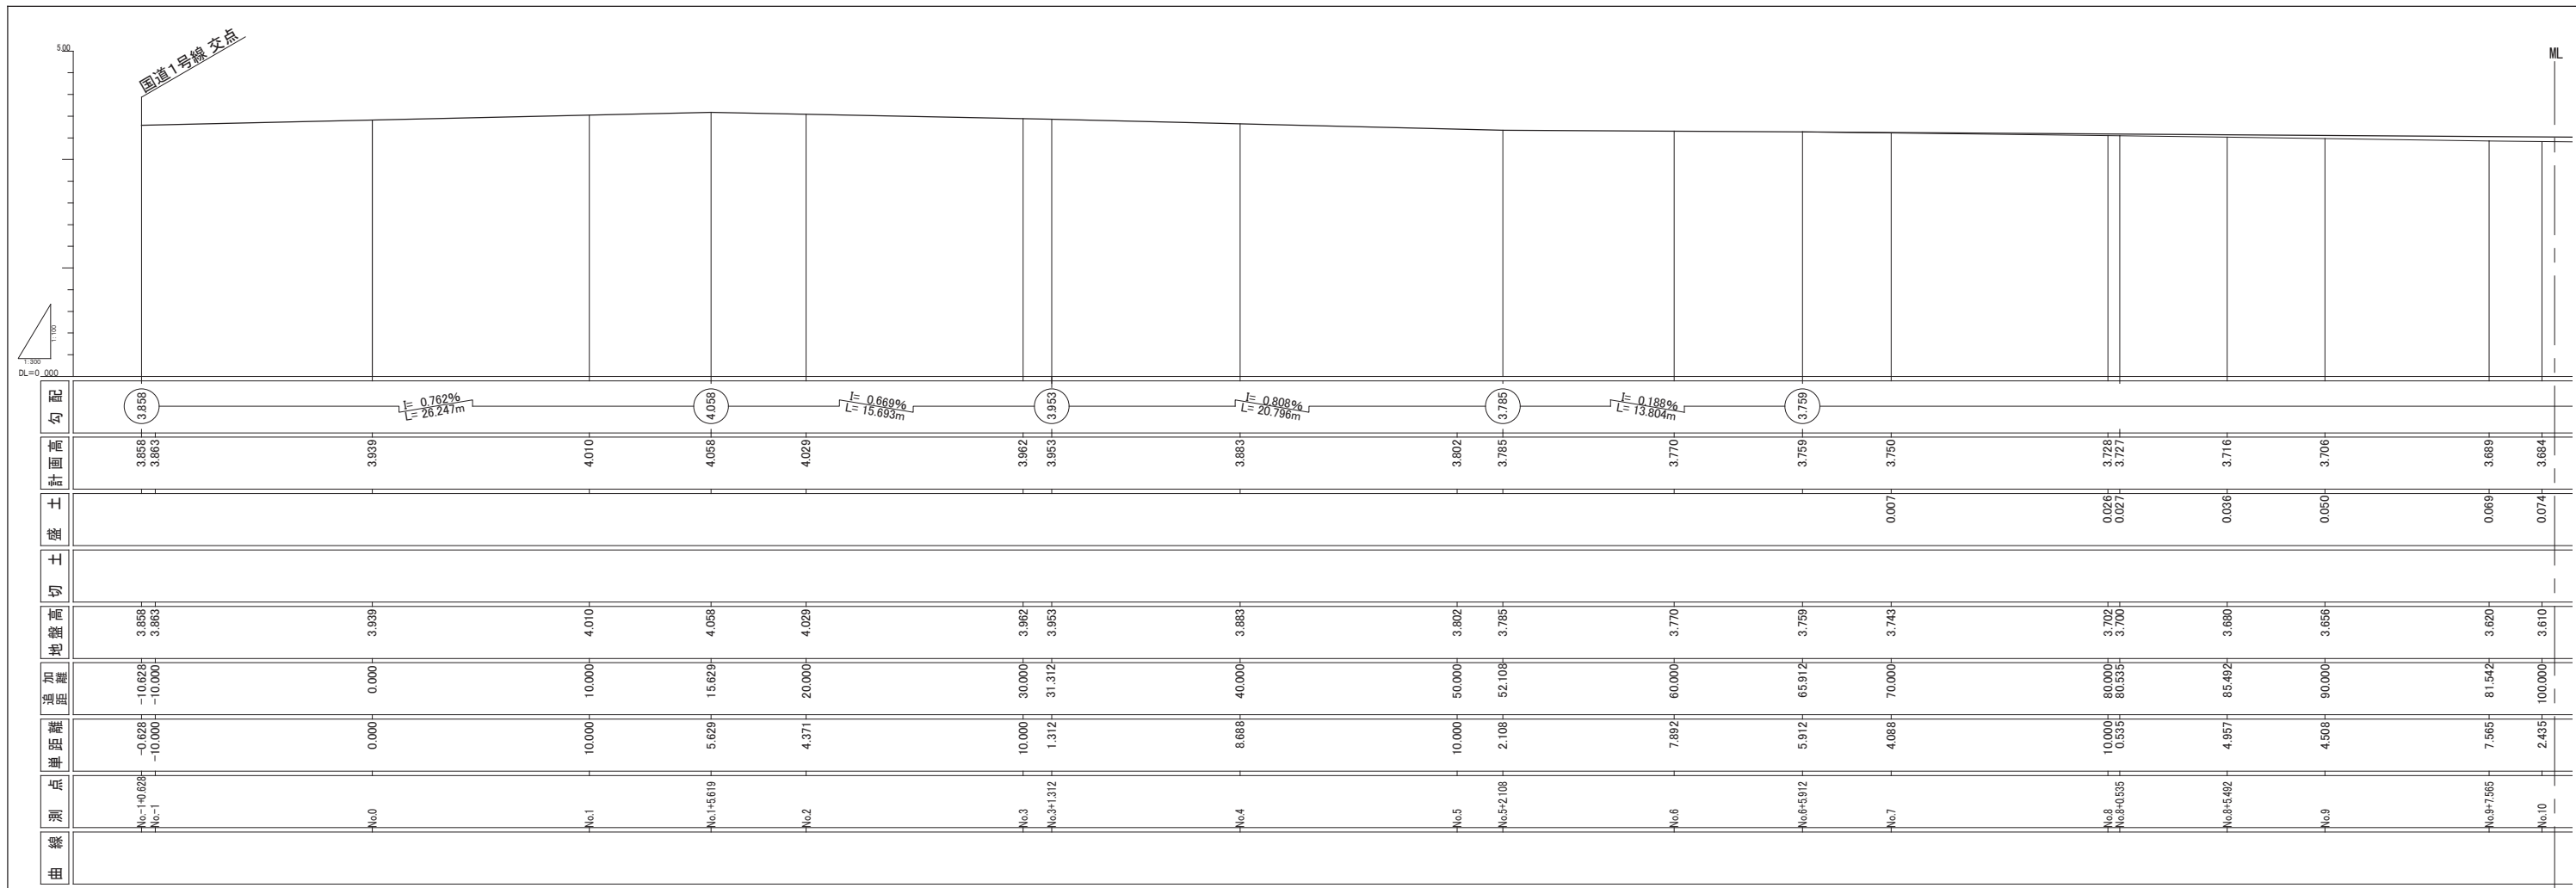 国道1号線 交点
ML
5.00
1:100
1:300
DL=0.000
勾配
3.858
I= 0.762%
L= 26.247m
4.058
I= 0.669%
L= 15.693m
3.953
I= 0.808%
L= 20.796m
3.785
I= 0.188%
L= 13.804m
3.759
計画高
3.858
3.863
3.939
4.010
4.058
4.029
3.962
3.953
3.883
3.802
3.785
3.770
3.759
3.750
3.728
3.727
3.716
3.706
3.689
3.684
盛土
0.007
0.026
0.027
0.036
0.050
0.069
0.074
切土
地盤高
3.858
3.863
3.939
4.010
4.058
4.029
3.962
3.953
3.883
3.802
3.785
3.770
3.759
3.743
3.702
3.700
3.680
3.656
3.620
3.610
追加距離
-10.628
-10.000
0.000
10.000
15.629
20.000
30.000
31.312
40.000
50.000
52.108
60.000
65.912
70.000
80.000
80.535
85.492
90.000
81.542
100.000
単距離
-0.628
-10.000
0.000
10.000
5.629
4.371
10.000
1.312
8.688
10.000
2.108
7.892
5.912
4.088
10.000
0.535
4.957
4.508
7.565
2.435
測点
No.-1+0.628
No.-1
No.0
No.1
No.1+5.619
No.2
No.3
No.3+1.312
No.4
No.5
No.5+2.108
No.6
No.6+5.912
No.7
No.8
No.8+0.535
No.8+5.492
No.9
No.9+7.565
No.10
曲線